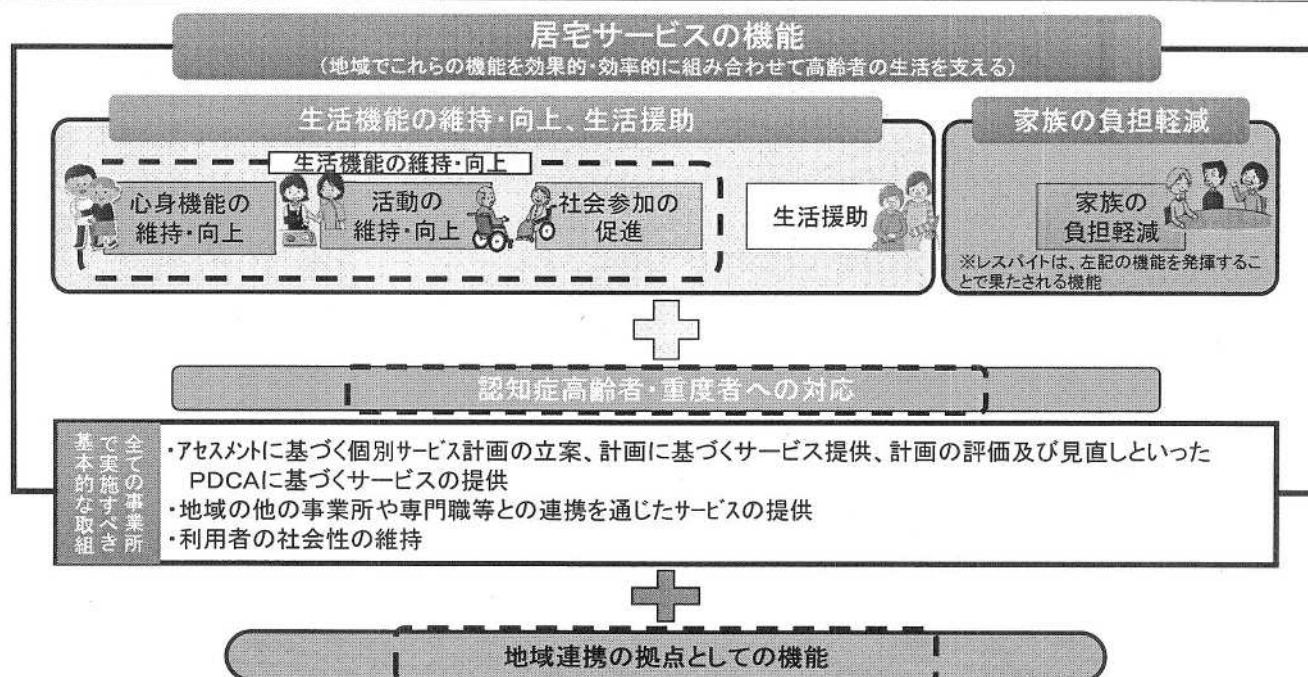 居宅サービスの機能
(地域でこれらの機能を効果的・効率的に組み合わせて高齢者の生活を支える)
生活機能の維持・向上、生活援助
生活機能の維持・向上
心身機能の
維持・向上
活動の
維持・向上
社会参加の
促進
生活援助
家族の負担軽減
家族の
負担軽減
※レスパイトは、左記の機能を発揮するこ
とで果たされる機能
認知症高齢者・重度者への対応
全ての事業所
で実施すべき
基本的な取組
・アセスメントに基づく個別サービス計画の立案、計画に基づくサービス提供、計画の評価及び見直しといった
PDCAに基づくサービスの提供
・地域の他の事業所や専門職等との連携を通じたサービスの提供
・利用者の社会性の維持
地域連携の拠点としての機能